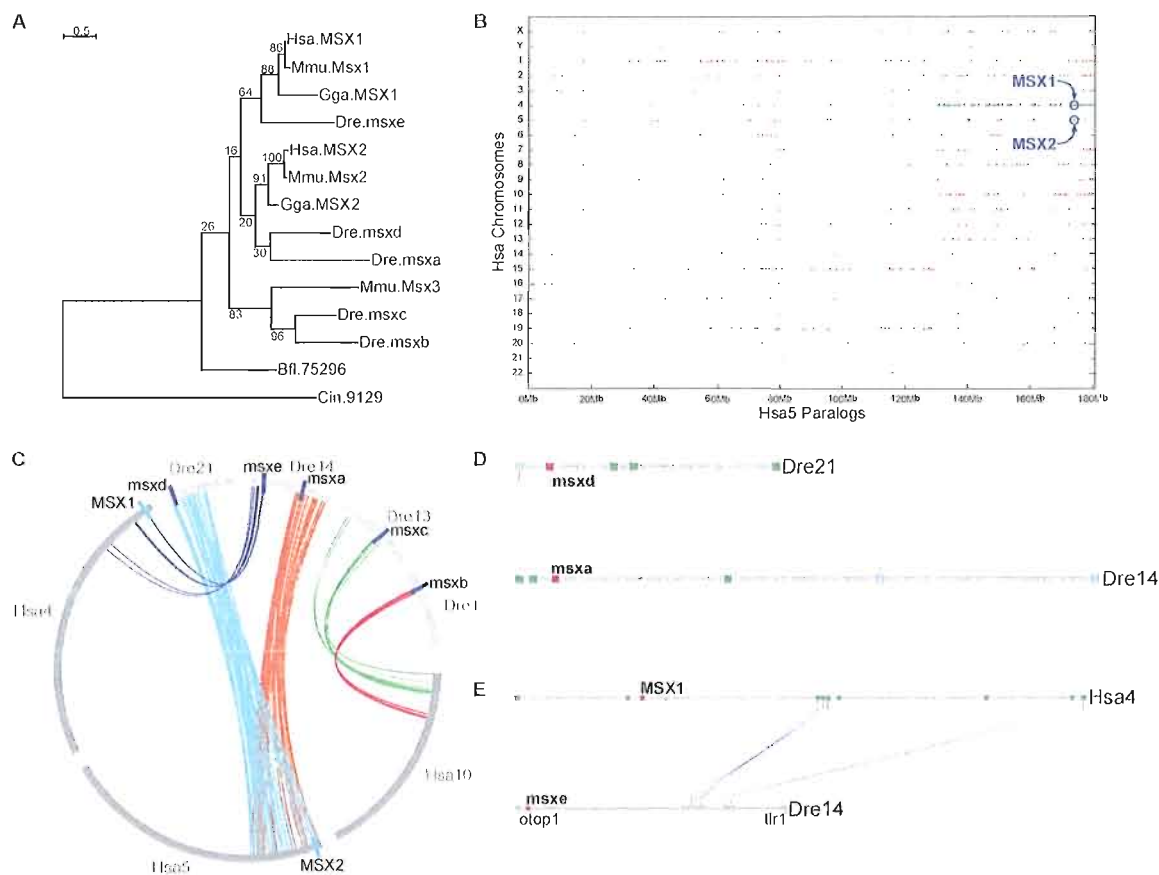 A
0.5
Hsa.MSX1
86
Mmu.Msx1
88
Gga.MSX1
64
Dre.msxe
16
Hsa.MSX2
100
Mmu.Msx2
91
Gga.MSX2
20
Dre.msxd
26
30
Dre.msxa
Mmu.Msx3
83
Dre.msxc
96
Dre.msxb
Bfl.75296
Cin.9129
B
Hsa Chromosomes
X
Y
1
2
3
4
5
6
7
8
9
10
11
12
13
14
15
16
17
18
19
20
21
22
MSX1
MSX2
0Mb 20Mb 40Mb 60Mb 80Mb 100Mb 120Mb 140Mb 160Mb 180Mb
Hsa5 Paralogs
C
Dre21
msxe
Dre14
msxd
msxa
MSX1
Dre13
msxc
msxb
Dre1
Hsa4
Hsa10
Hsa5
MSX2
D
Dre21
msxd
msxa
Dre14
E
MSX1
Hsa4
msxe
Dre14
otop1
tlr1